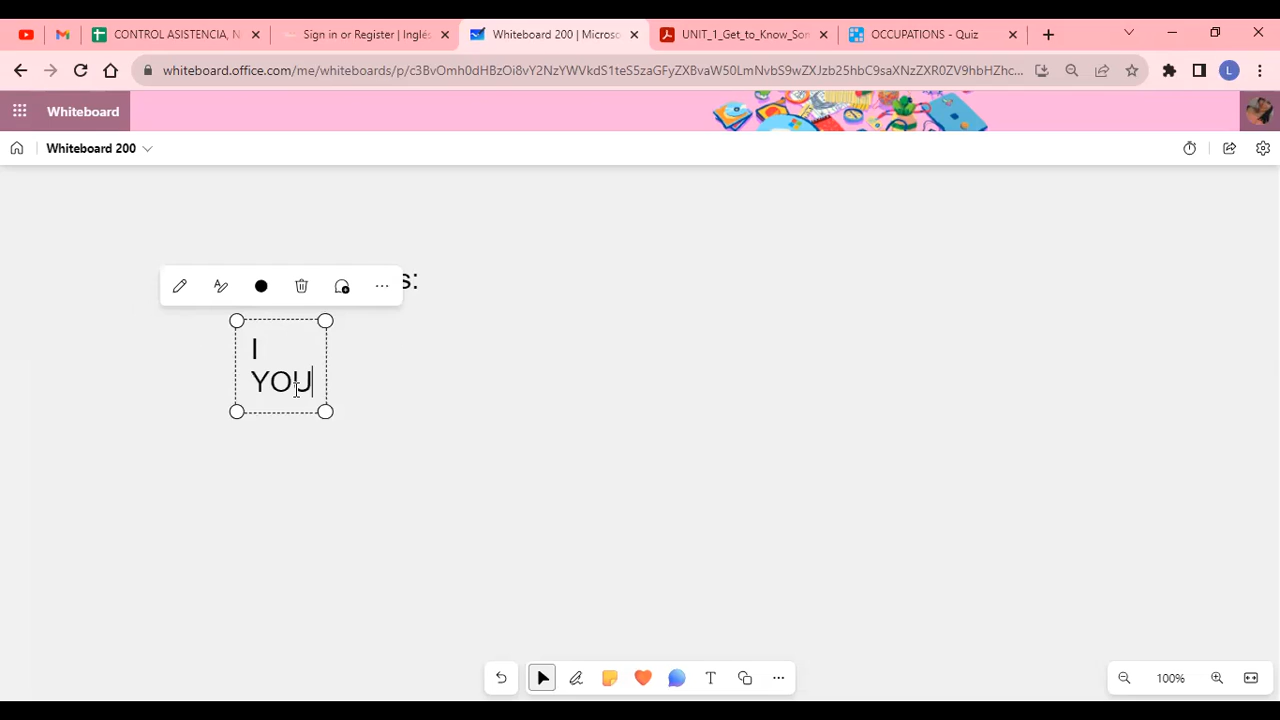 CONTROL ASISTENCIA, N
Sign in or Register | Inglés
Whiteboard 200 | Microso
UNIT_1_Get_to_Know_Som
OCCUPATIONS - Quiz
whiteboard.office.com/me/whiteboards/p/c3BvOmh0dHBzOi8vY2NzYWVkdS1teS5zaGFyZXBvaW50LmNvbS9wZXJzb25hbC9saXNzZXR0ZV9hbHZhc...
L
Whiteboard
Whiteboard 200
s:
I
YOU
T
100%